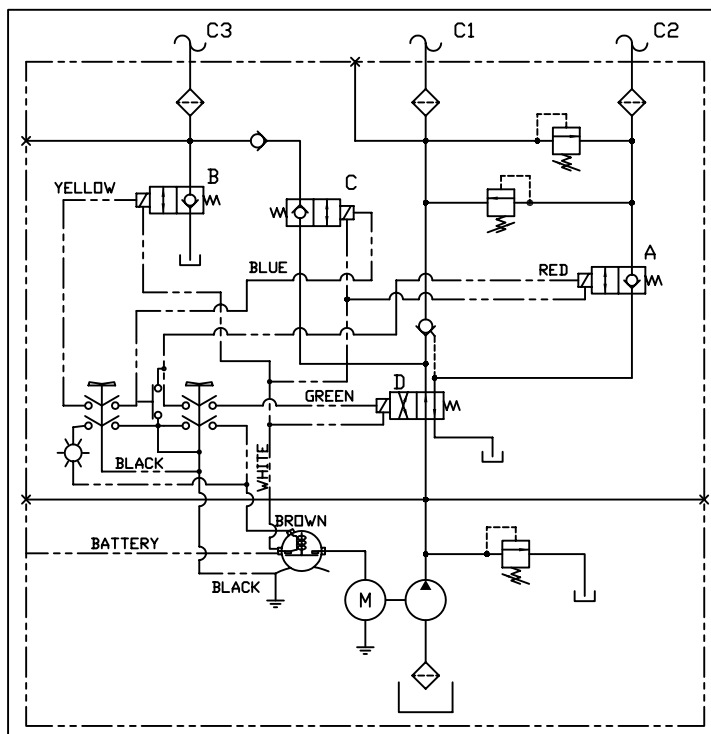 C3
C1
C2
B
YELLOW
C
BLUE
RED
A
D
GREEN
BLACK
WHITE
BROWN
BATTERY
BLACK
M